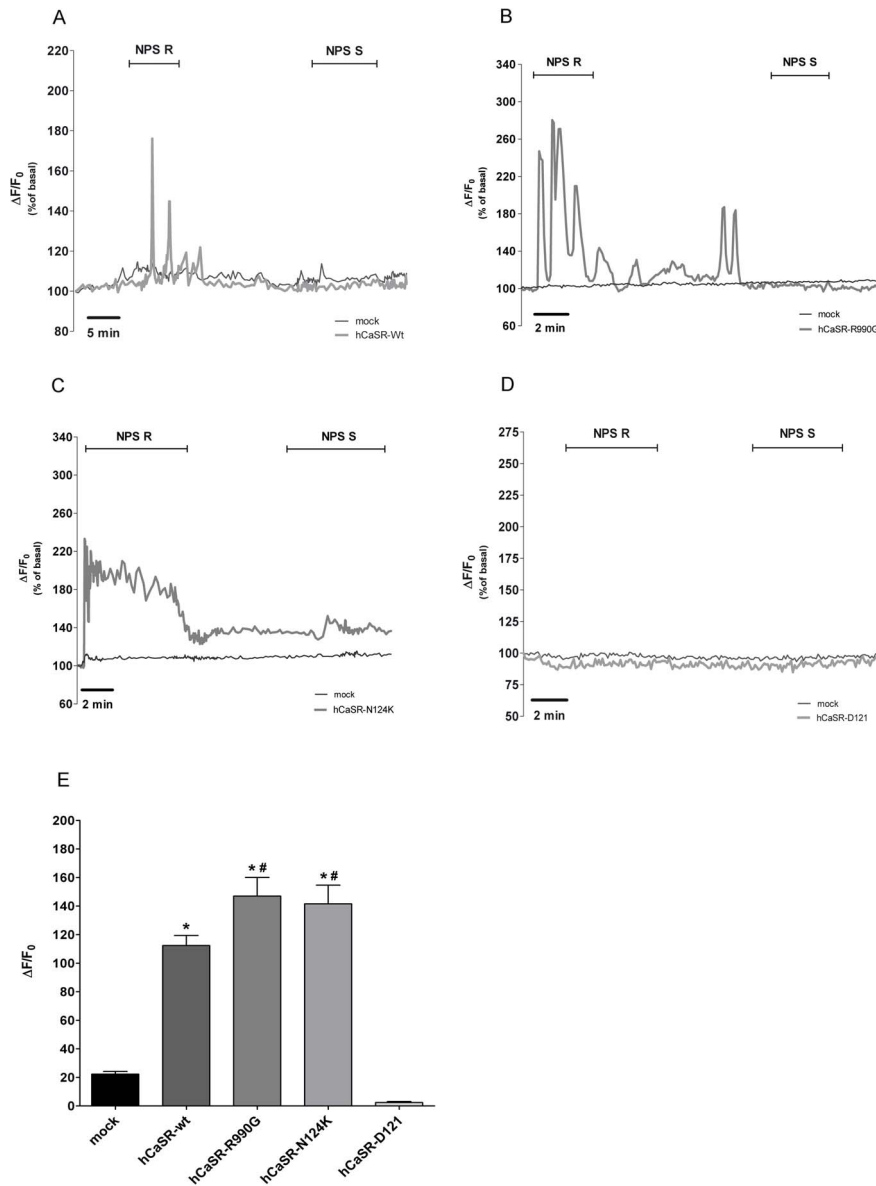 A
NPS R
NPS S
220
200
180
160
140
120
100
80
ΔF/F0
(%of basal)
5 min
mock
hCaSR-Wt
B
NPS R
NPS S
340
300
260
220
180
140
100
60
ΔF/F0
(% of basal)
2 min
mock
hCaSR-R990G
C
NPS R
NPS S
340
300
260
220
180
140
100
60
ΔF/F0
(% of basal)
2 min
mock
hCaSR-N124K
D
NPS R
NPS S
275
250
225
200
175
150
125
100
75
50
ΔF/F0
(%of basal)
2 min
mock
hCaSR-D121
E
200
180
160
140
120
100
80
60
40
20
0
ΔF/F0
*
* #
* #
mock
hCaSR-wt
hCaSR-R990G
hCaSR-N124K
hCaSR-D121